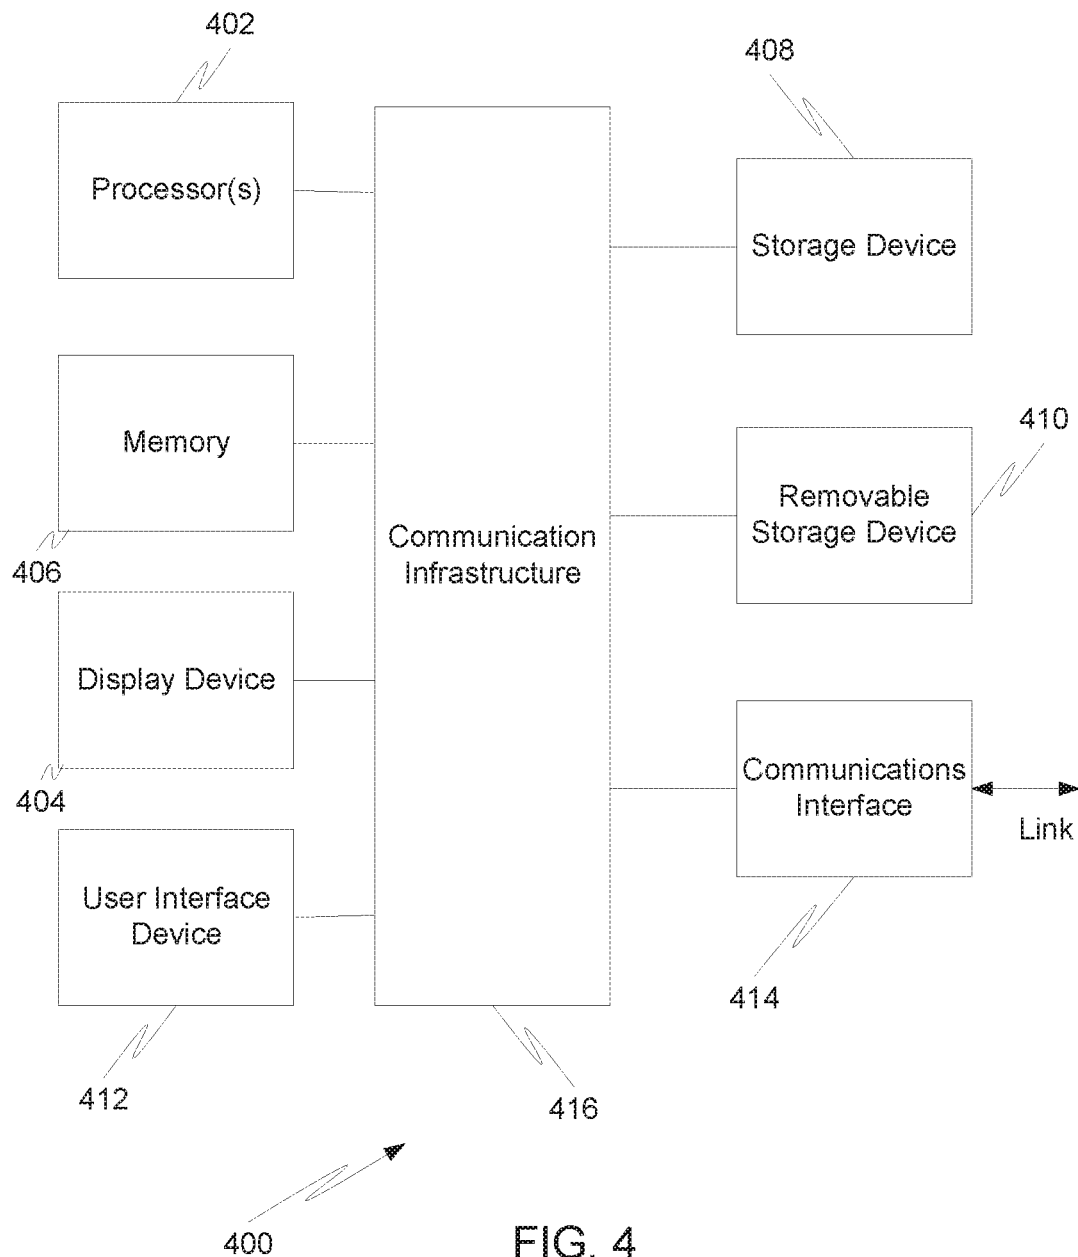 402
408
Processor(s)
Storage Device
410
Memory
Removable
Storage Device
Communication
Infrastructure
406
Display Device
Communications
Interface
404
Link
User Interface
Device
414
412
416
400
FIG. 4